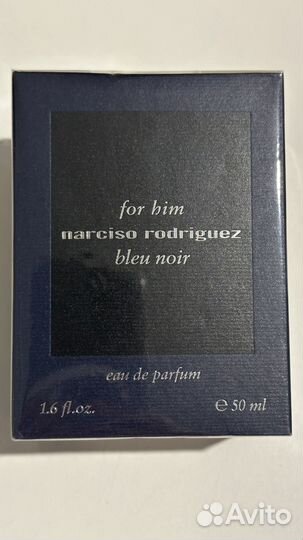 for him
narciso rodriguez
bleu noir
eau de parfum
1.6 fl.oz.
℮ 50 ml
Avito